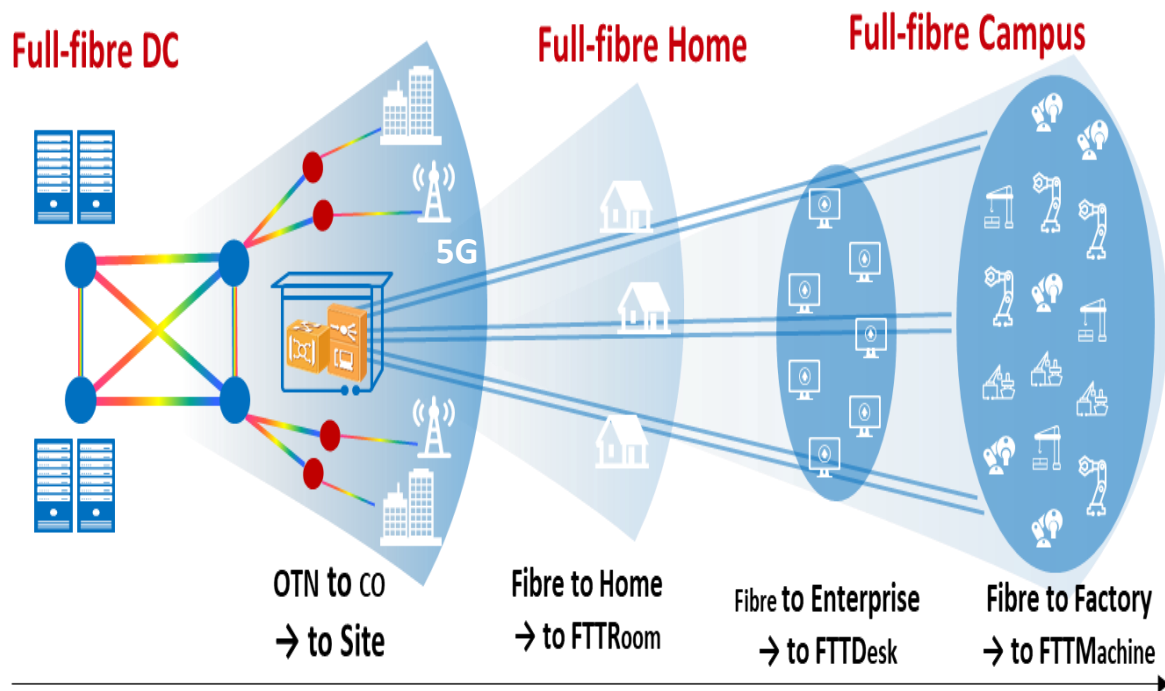 Full-fibre DC
Full-fibre Home
Full-fibre Campus
5G
OTN to CO
→ to Site
Fibre to Home
→ to FTTRoom
Fibre to Enterprise
→ to FTTDesk
Fibre to Factory
→ to FTTMachine